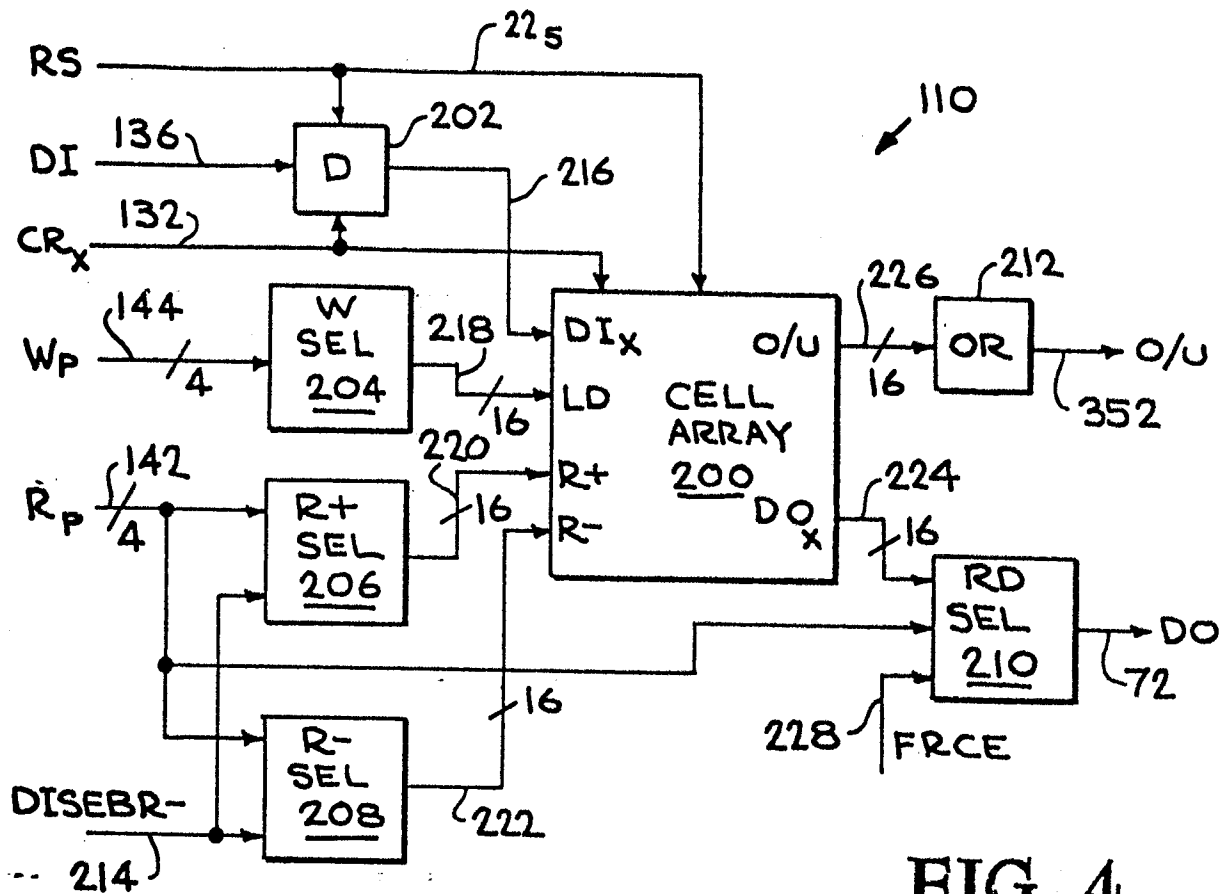 RS
22₅
110
DI
136
D
202
216
CRₓ
132
Wₚ
144
4
W
SEL
204
218
16
226
16
212
OR
O/U
352
DIₓ
O/U
LD
CELL
ARRAY
200
R+
R-
DOₓ
Rₚ
142
4
R+
SEL
206
220
16
224
16
RD
SEL
210
DO
72
228
FRCE
R-
SEL
208
16
222
DISEBR-
214
FIG. 4